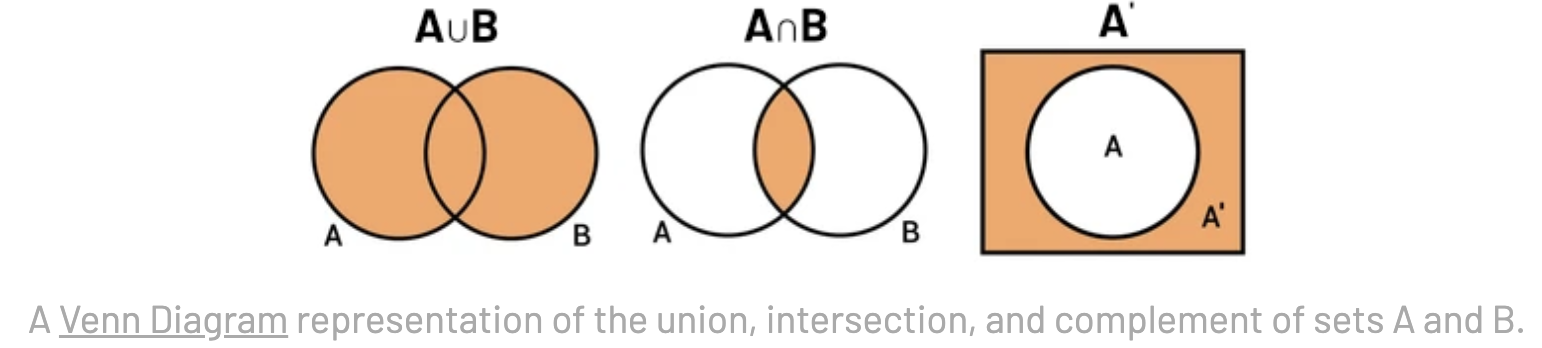 A∪B
A∩B
A'
A
B
A
B
A
A'
A Venn Diagram representation of the union, intersection, and complement of sets A and B.